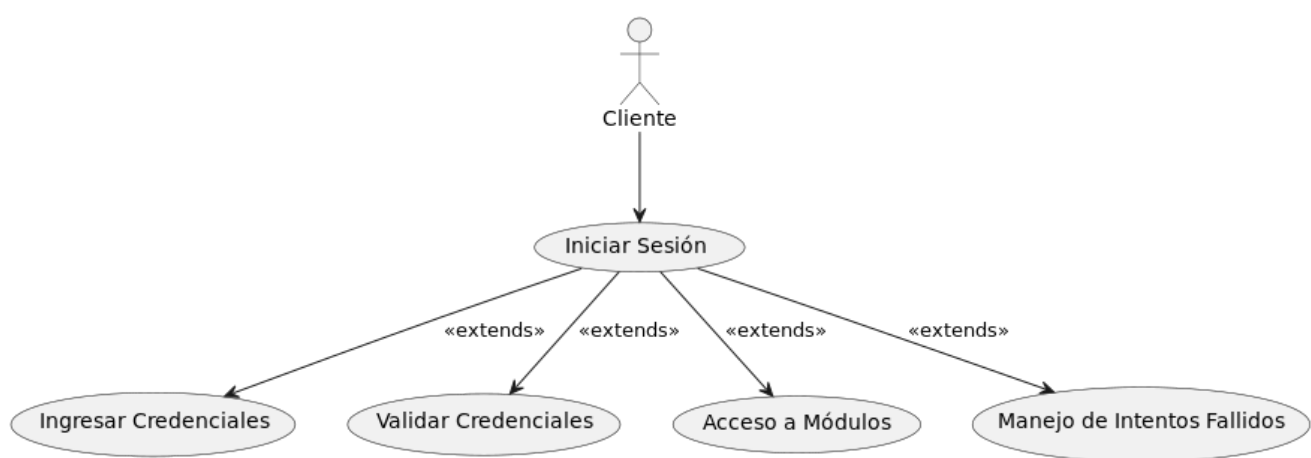 Cliente
Iniciar Sesión
«extends»
«extends»
«extends»
«extends»
Ingresar Credenciales
Validar Credenciales
Acceso a Módulos
Manejo de Intentos Fallidos